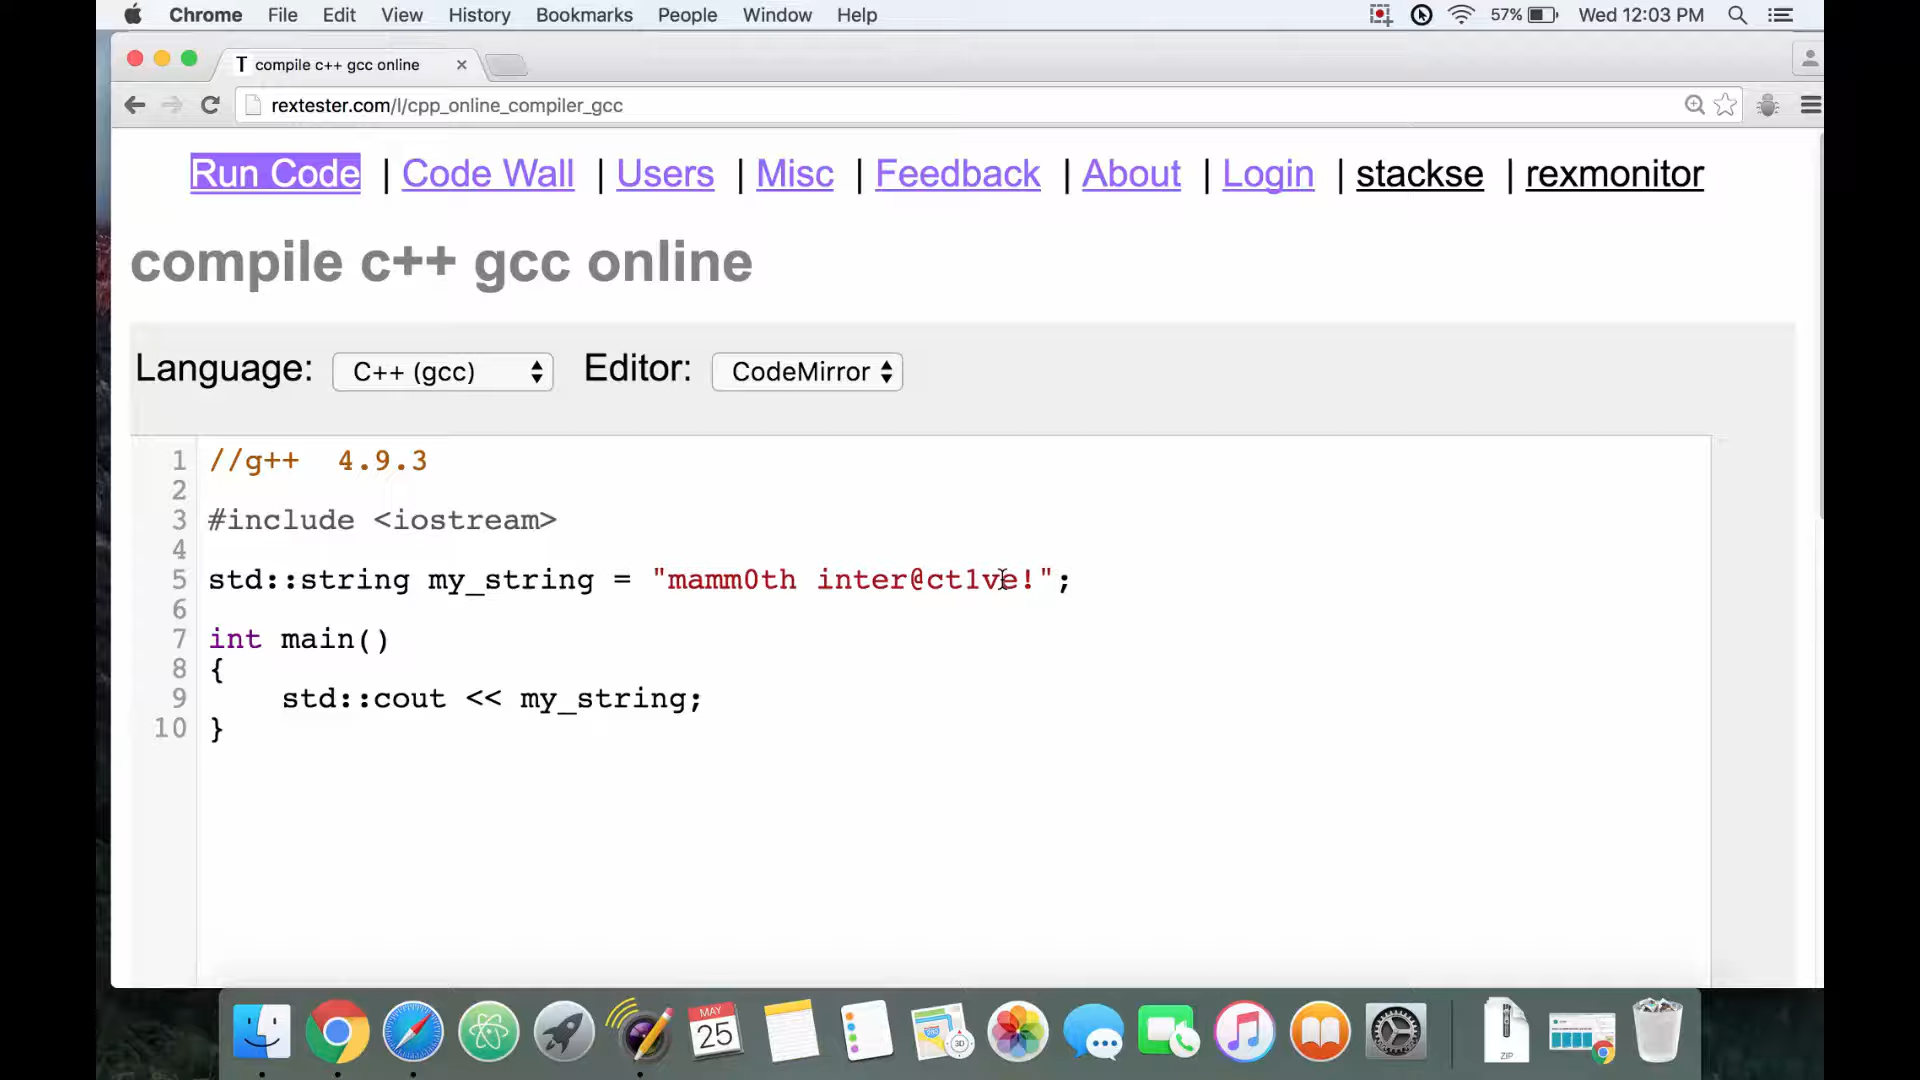 Chrome File Edit View History Bookmarks People Window Help 57% Wed 12:03 PM
T compile c++ gcc online ×
rextester.com/l/cpp_online_compiler_gcc
Run Code | Code Wall | Users | Misc | Feedback | About | Login | stackse | rexmonitor
compile c++ gcc online
Language: C++ (gcc) Editor: CodeMirror
1 //g++  4.9.3
2
3 #include <iostream>
4
5 std::string my_string = "mamm0th inter@ct1ve!";
6
7 int main()
8 {
9     std::cout << my_string;
10 }
MAY
25
3D
ZIP